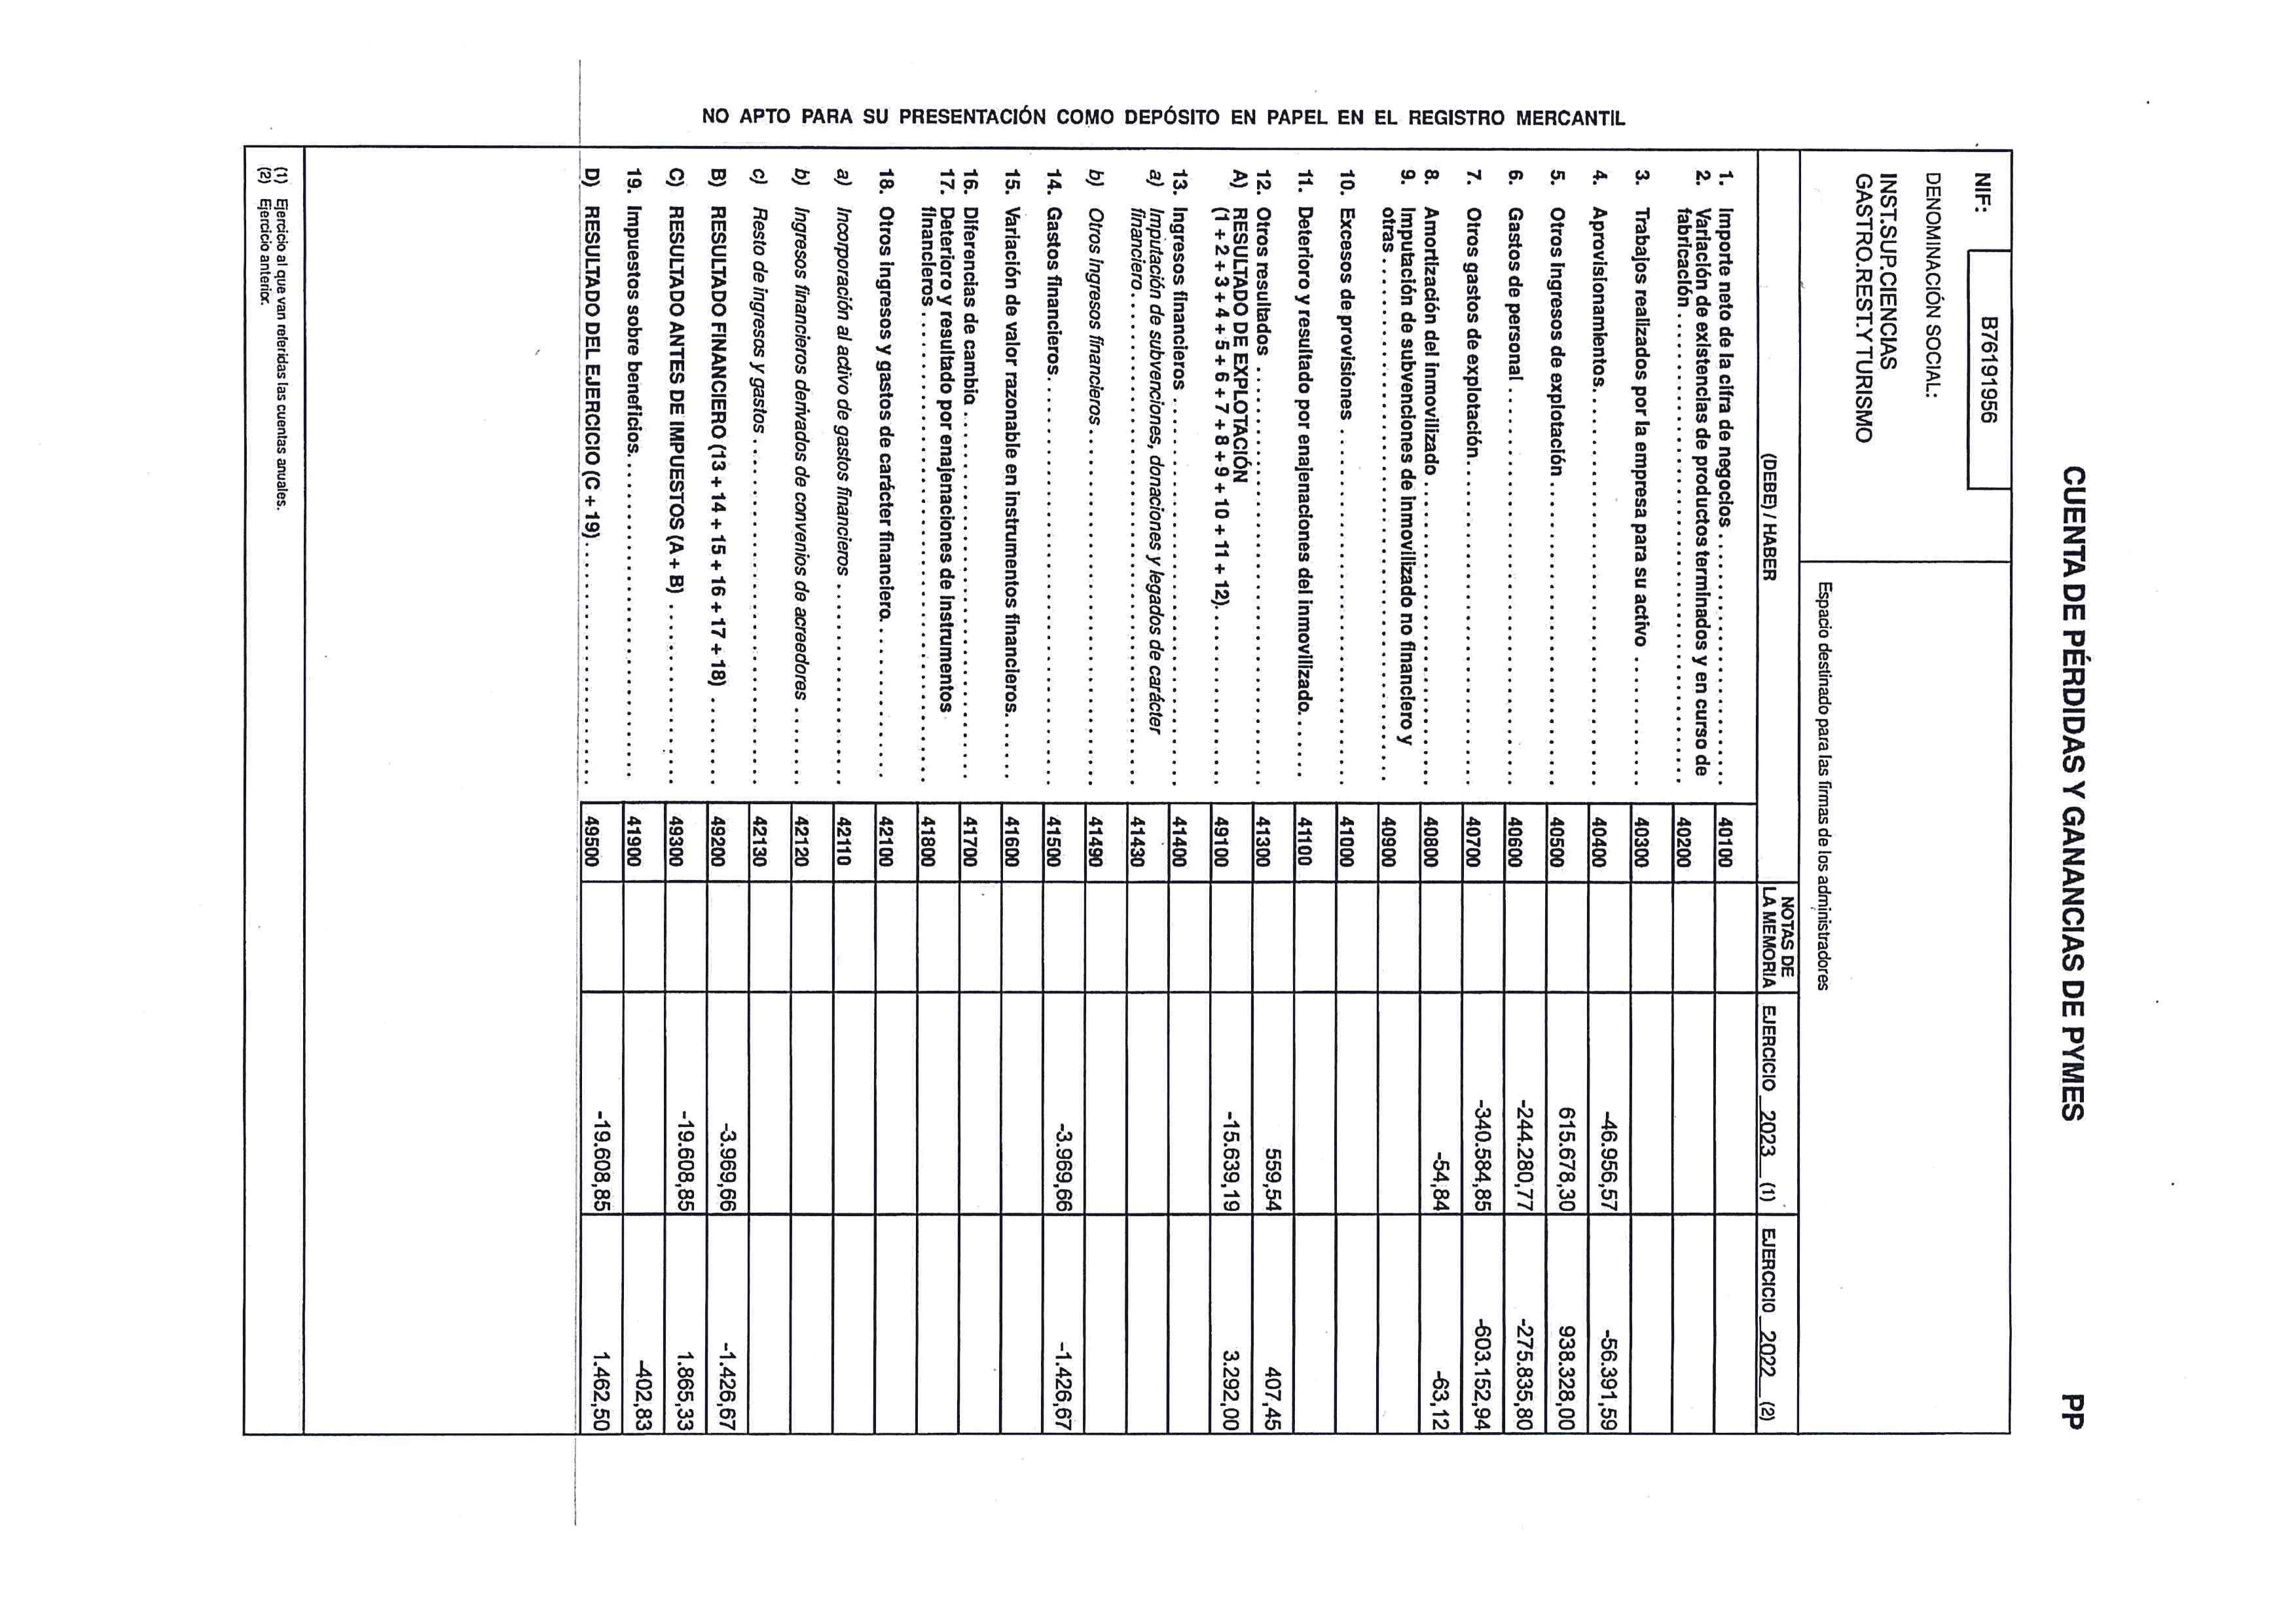 CUENTA DE PÉRDIDAS Y GANANCIAS DE PYMES PP
NIF: B76191956
DENOMINACIÓN SOCIAL:
INST.SUP.CIENCIAS
GASTRO.REST.Y TURISMO
Espacio destinado para las firmas de los administradores
(DEBE) / HABER NOTAS DE LA MEMORIA EJERCICIO 2023 (1) EJERCICIO 2022 (2)
1. Importe neto de la cifra de negocios 40100
2. Variación de existencias de productos terminados y en curso de
fabricación 40200
3. Trabajos realizados por la empresa para su activo 40300
4. Aprovisionamientos 40400 -46.956,57 -56.391,59
5. Otros ingresos de explotación 40500 615.678,30 938.328,00
6. Gastos de personal 40600 -244.280,77 -275.835,80
7. Otros gastos de explotación 40700 -340.584,85 -603.152,94
8. Amortización del inmovilizado 40800 -54,84 -63,12
9. Imputación de subvenciones de inmovilizado no financiero y
otras 40900
10. Excesos de provisiones 41000
11. Deterioro y resultado por enajenaciones del inmovilizado 41100
12. Otros resultados 41300 559,54 407,45
A) RESULTADO DE EXPLOTACIÓN
(1 + 2 + 3 + 4 + 5 + 6 + 7 + 8 + 9 + 10 + 11 + 12) 49100 -15.639,19 3.292,00
13. Ingresos financieros 41400
a) Imputación de subvenciones, donaciones y legados de carácter
financiero 41430
b) Otros ingresos financieros 41490
14. Gastos financieros 41500 -3.969,66 -1.426,67
15. Variación de valor razonable en instrumentos financieros 41600
16. Diferencias de cambio 41700
17. Deterioro y resultado por enajenaciones de instrumentos
financieros 41800
18. Otros ingresos y gastos de carácter financiero 42100
a) Incorporación al activo de gastos financieros 42110
b) Ingresos financieros derivados de convenios de acreedores 42120
c) Resto de ingresos y gastos 42130
B) RESULTADO FINANCIERO (13 + 14 + 15 + 16 + 17 + 18) 49200 -3.969,66 -1.426,67
C) RESULTADO ANTES DE IMPUESTOS (A + B) 49300 -19.608,85 1.865,33
19. Impuestos sobre beneficios 41900 -402,83
D) RESULTADO DEL EJERCICIO (C + 19) 49500 -19.608,85 1.462,50
(1) Ejercicio al que van referidas las cuentas anuales.
(2) Ejercicio anterior.
NO APTO PARA SU PRESENTACIÓN COMO DEPÓSITO EN PAPEL EN EL REGISTRO MERCANTIL